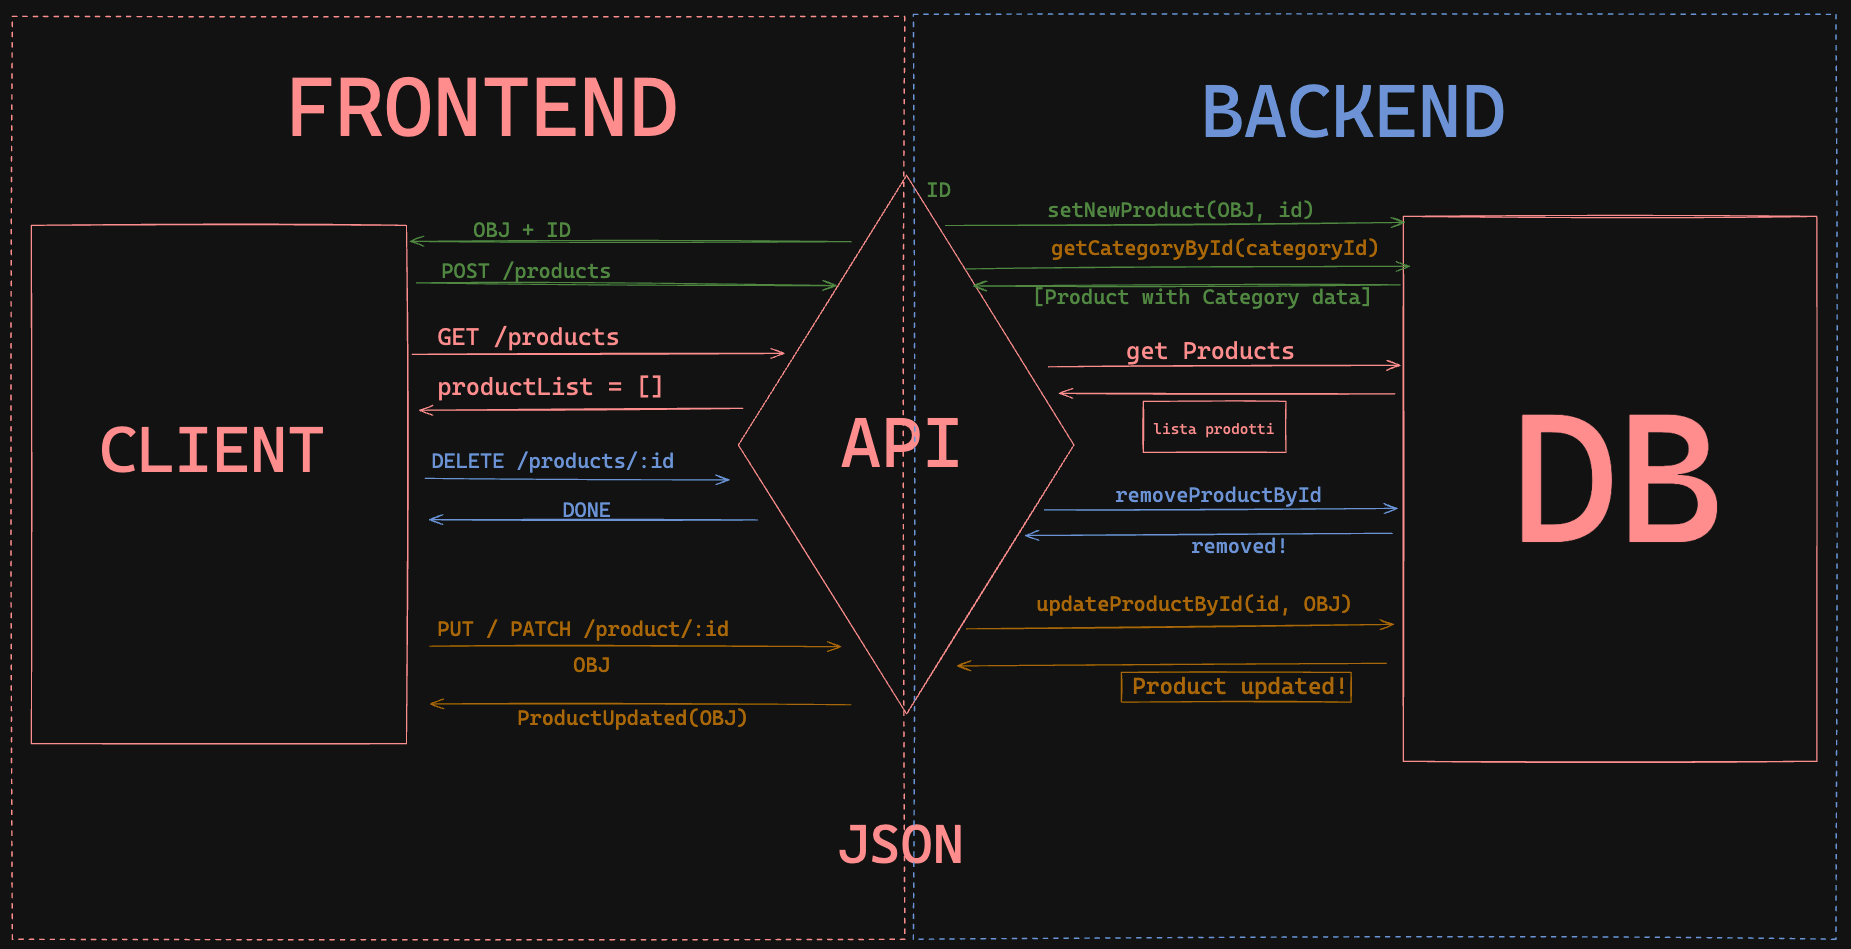 FRONTEND
BACKEND
ID
OBJ + ID
POST /products
GET /products
productList = []
CLIENT
DELETE /products/:id
DONE
PUT / PATCH /product/:id
OBJ
ProductUpdated(OBJ)
API
setNewProduct(OBJ, id)
getCategoryById(categoryId)
[Product with Category data]
get Products
lista prodotti
removeProductById
removed!
updateProductById(id, OBJ)
Product updated!
DB
JSON